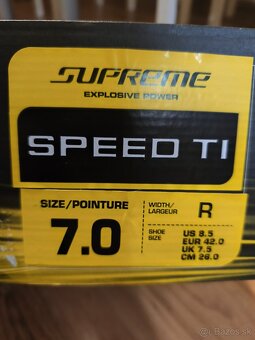 SUPREME
EXPLOSIVE POWER
SPEED TI
SIZE/POINTURE
7.0
WIDTH/
LARGEUR
R
SHOE
SIZE
US 8.5
EUR 42.0
UK 7.5
CM 26.0
Bazos.sk